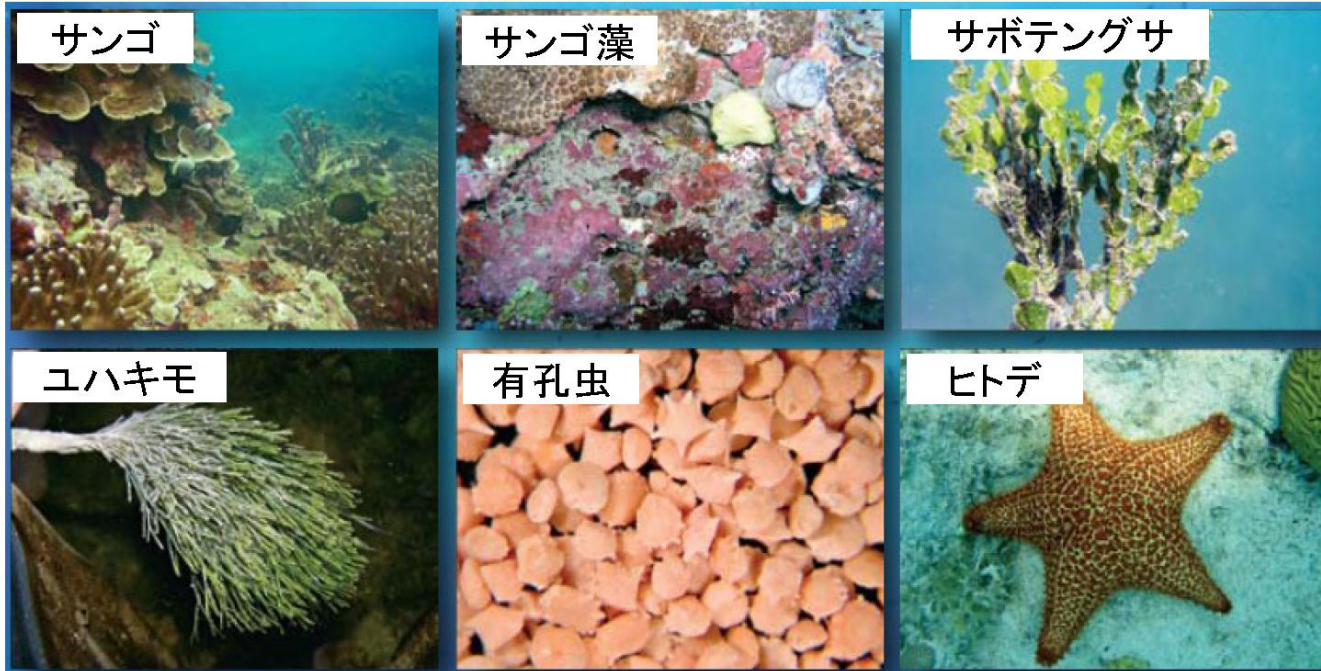 サンゴ
サンゴ藻
サボテングサ
ユハキモ
有孔虫
ヒトデ